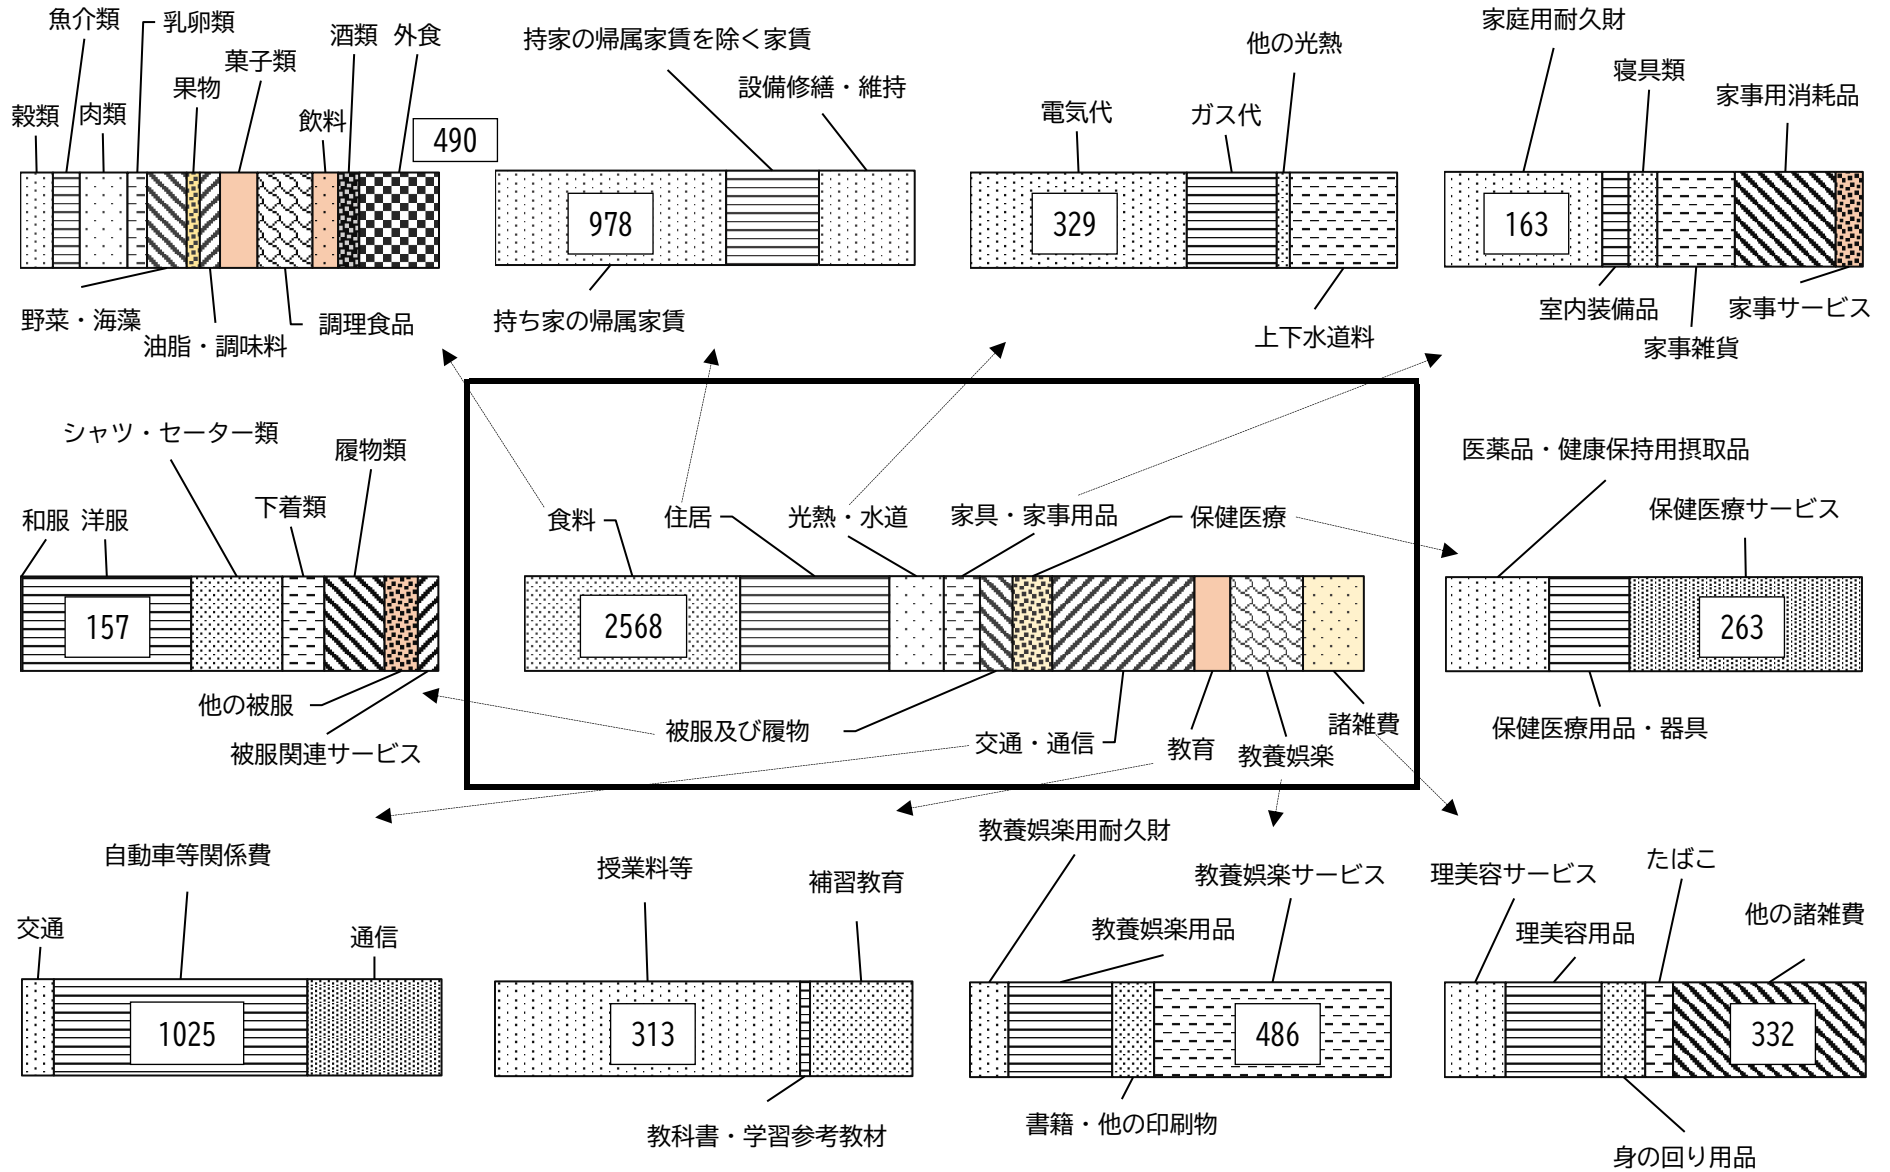 魚介類
乳卵類
酒類
外食
菓子類
果物
穀類
肉類
飲料
490
野菜・海藻
油脂・調味料
調理食品
持家の帰属家賃を除く家賃
設備修繕・維持
978
持ち家の帰属家賃
他の光熱
電気代
ガス代
329
上下水道料
家庭用耐久財
寝具類
家事用消耗品
163
室内装備品
家事サービス
家事雑貨
シャツ・セーター類
履物類
下着類
和服
洋服
157
他の被服
被服関連サービス
食料
住居
光熱・水道
家具・家事用品
保健医療
2568
被服及び履物
交通・通信
教育
教養娯楽
諸雑費
医薬品・健康保持用摂取品
保健医療サービス
263
保健医療用品・器具
自動車等関係費
交通
通信
1025
授業料等
補習教育
313
教科書・学習参考教材
教養娯楽用耐久財
教養娯楽サービス
教養娯楽用品
486
書籍・他の印刷物
理美容サービス
たばこ
理美容用品
他の諸雑費
332
身の回り用品